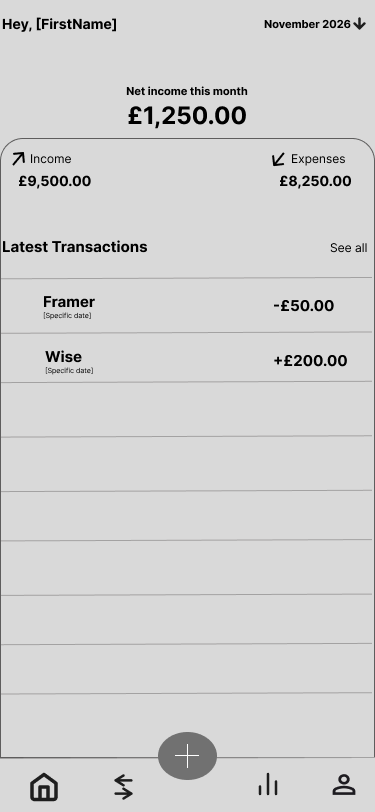 Hey, [FirstName]
November 2026
Net income this month
£1,250.00
Income
Expenses
£9,500.00
£8,250.00
Latest Transactions
See all
Framer
[Specific date]
-£50.00
Wise
[Specific date]
+£200.00